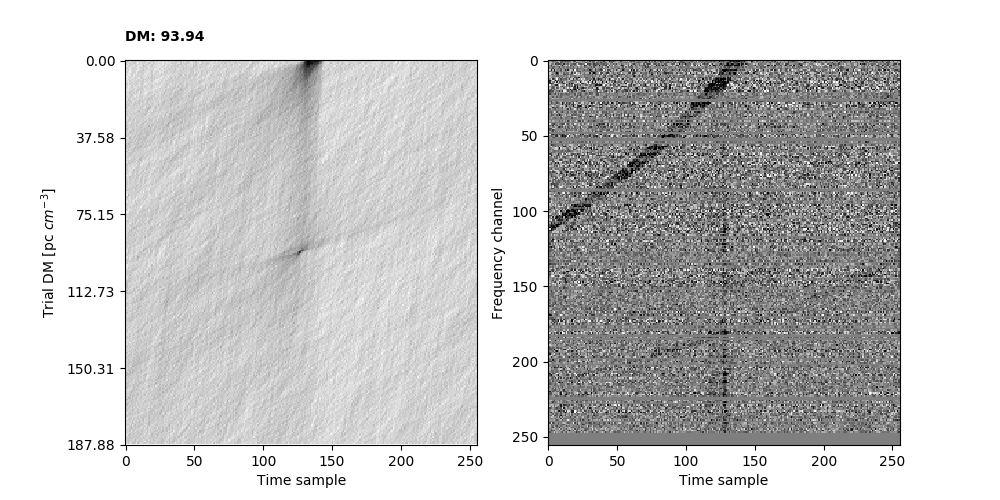 DM: 93.94
0.00
37.58
75.15
112.73
150.31
187.88
Trial DM [pc cm⁻³]
0 50 100 150 200 250
Time sample
0
50
100
150
200
250
Frequency channel
0 50 100 150 200 250
Time sample